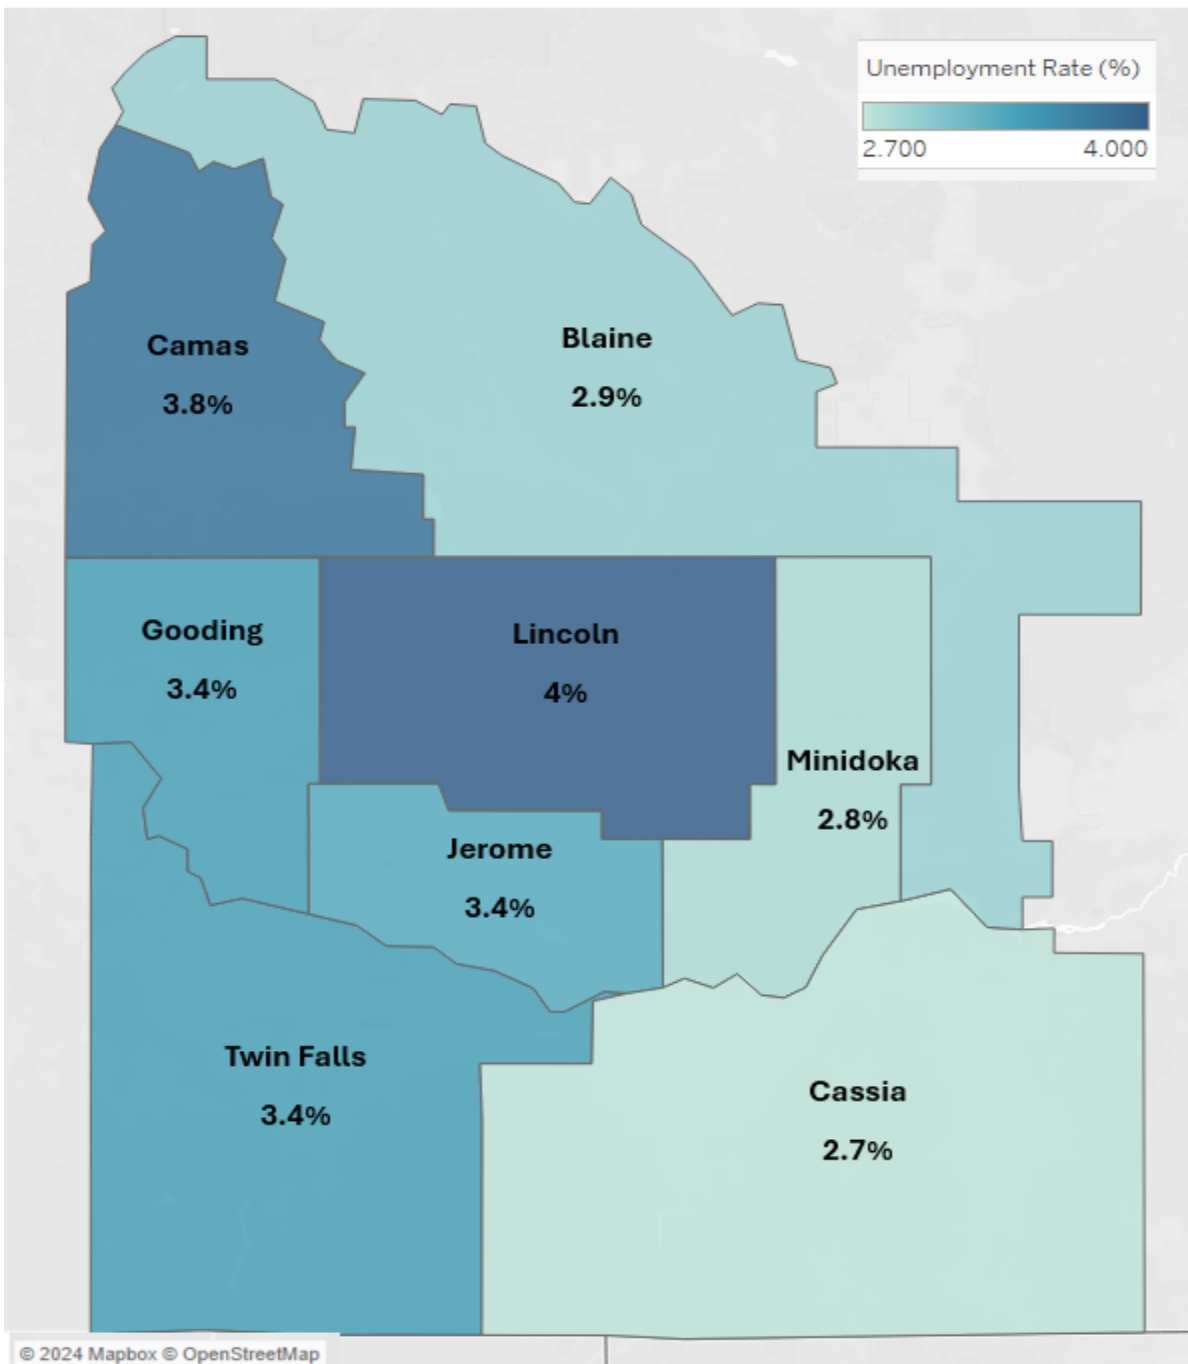 Unemployment Rate (%)
2.700 4.000
Camas
3.8%
Blaine
2.9%
Gooding
3.4%
Lincoln
4%
Minidoka
2.8%
Jerome
3.4%
Twin Falls
3.4%
Cassia
2.7%
© 2024 Mapbox © OpenStreetMap